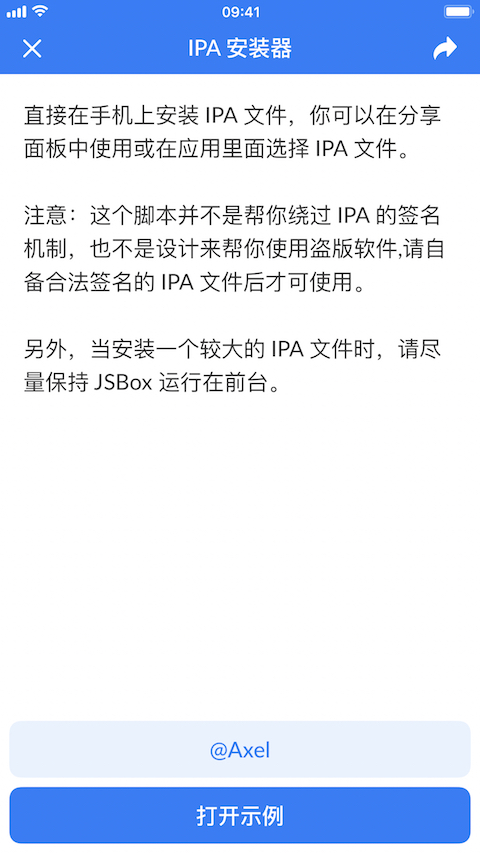 09:41
IPA 安装器
直接在手机上安装 IPA 文件，你可以在分享
面板中使用或在应用里面选择 IPA 文件。
注意：这个脚本并不是帮你绕过 IPA 的签名
机制，也不是设计来帮你使用盗版软件,请自
备合法签名的 IPA 文件后才可使用。
另外，当安装一个较大的 IPA 文件时，请尽
量保持 JSBox 运行在前台。
@Axel
打开示例